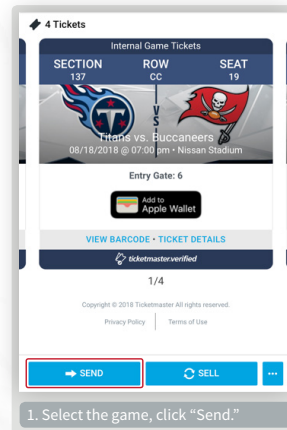 4 Tickets
Internal Game Tickets
SECTION ROW SEAT
137 CC 19
VS
Titans vs. Buccaneers
08/18/2018 @ 07:00 pm • Nissan Stadium
Entry Gate: 6
Add to
Apple Wallet
VIEW BARCODE • TICKET DETAILS
ticketmaster.verified
1/4
Copyright © 2018 Ticketmaster All rights reserved.
Privacy Policy | Terms of Use
SEND SELL ...
1. Select the game, click “Send.”